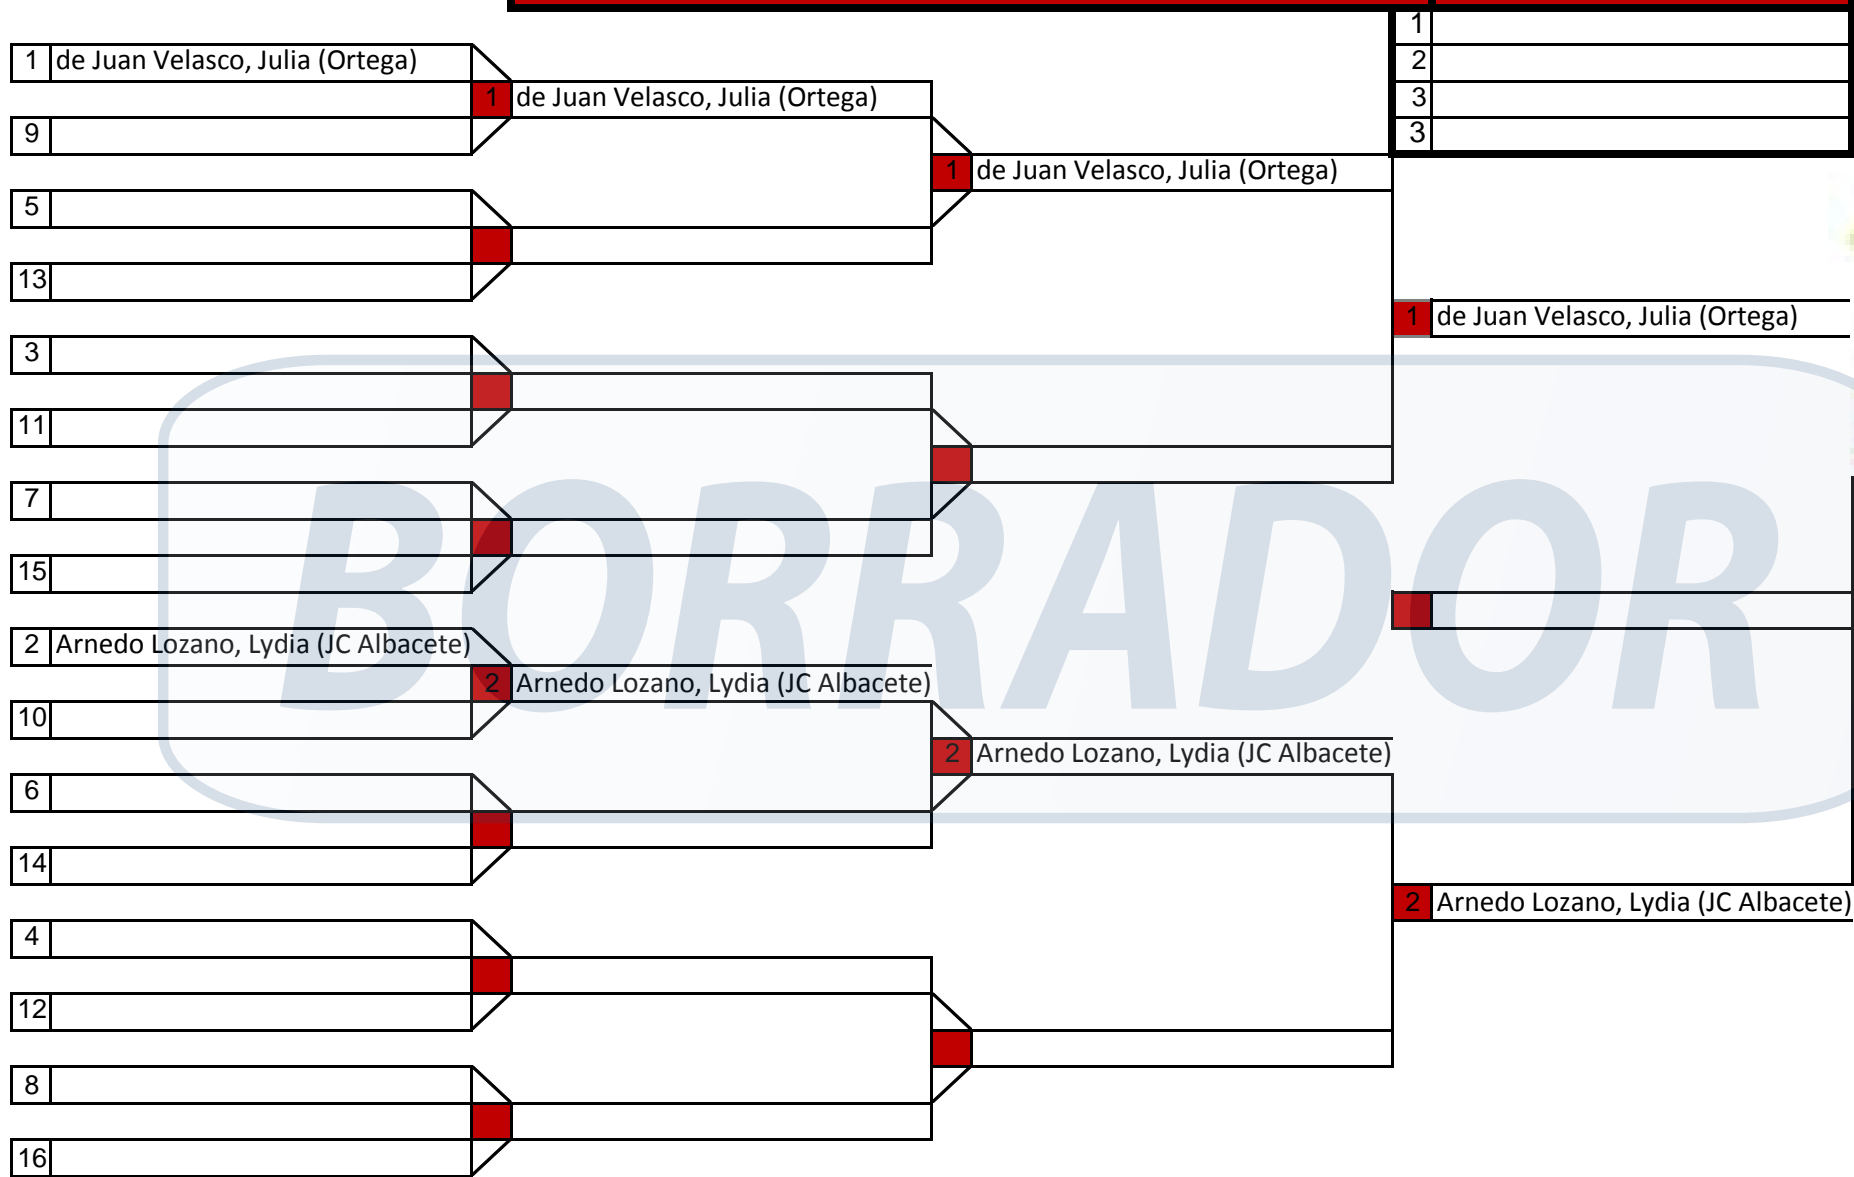 1
1 de Juan Velasco, Julia (Ortega)
2
1 de Juan Velasco, Julia (Ortega)
3
9
3
1 de Juan Velasco, Julia (Ortega)
5
13
1 de Juan Velasco, Julia (Ortega)
3
11
7
15
BORRADOR
2 Arnedo Lozano, Lydia (JC Albacete)
2 Arnedo Lozano, Lydia (JC Albacete)
10
2 Arnedo Lozano, Lydia (JC Albacete)
6
14
2 Arnedo Lozano, Lydia (JC Albacete)
4
12
8
16